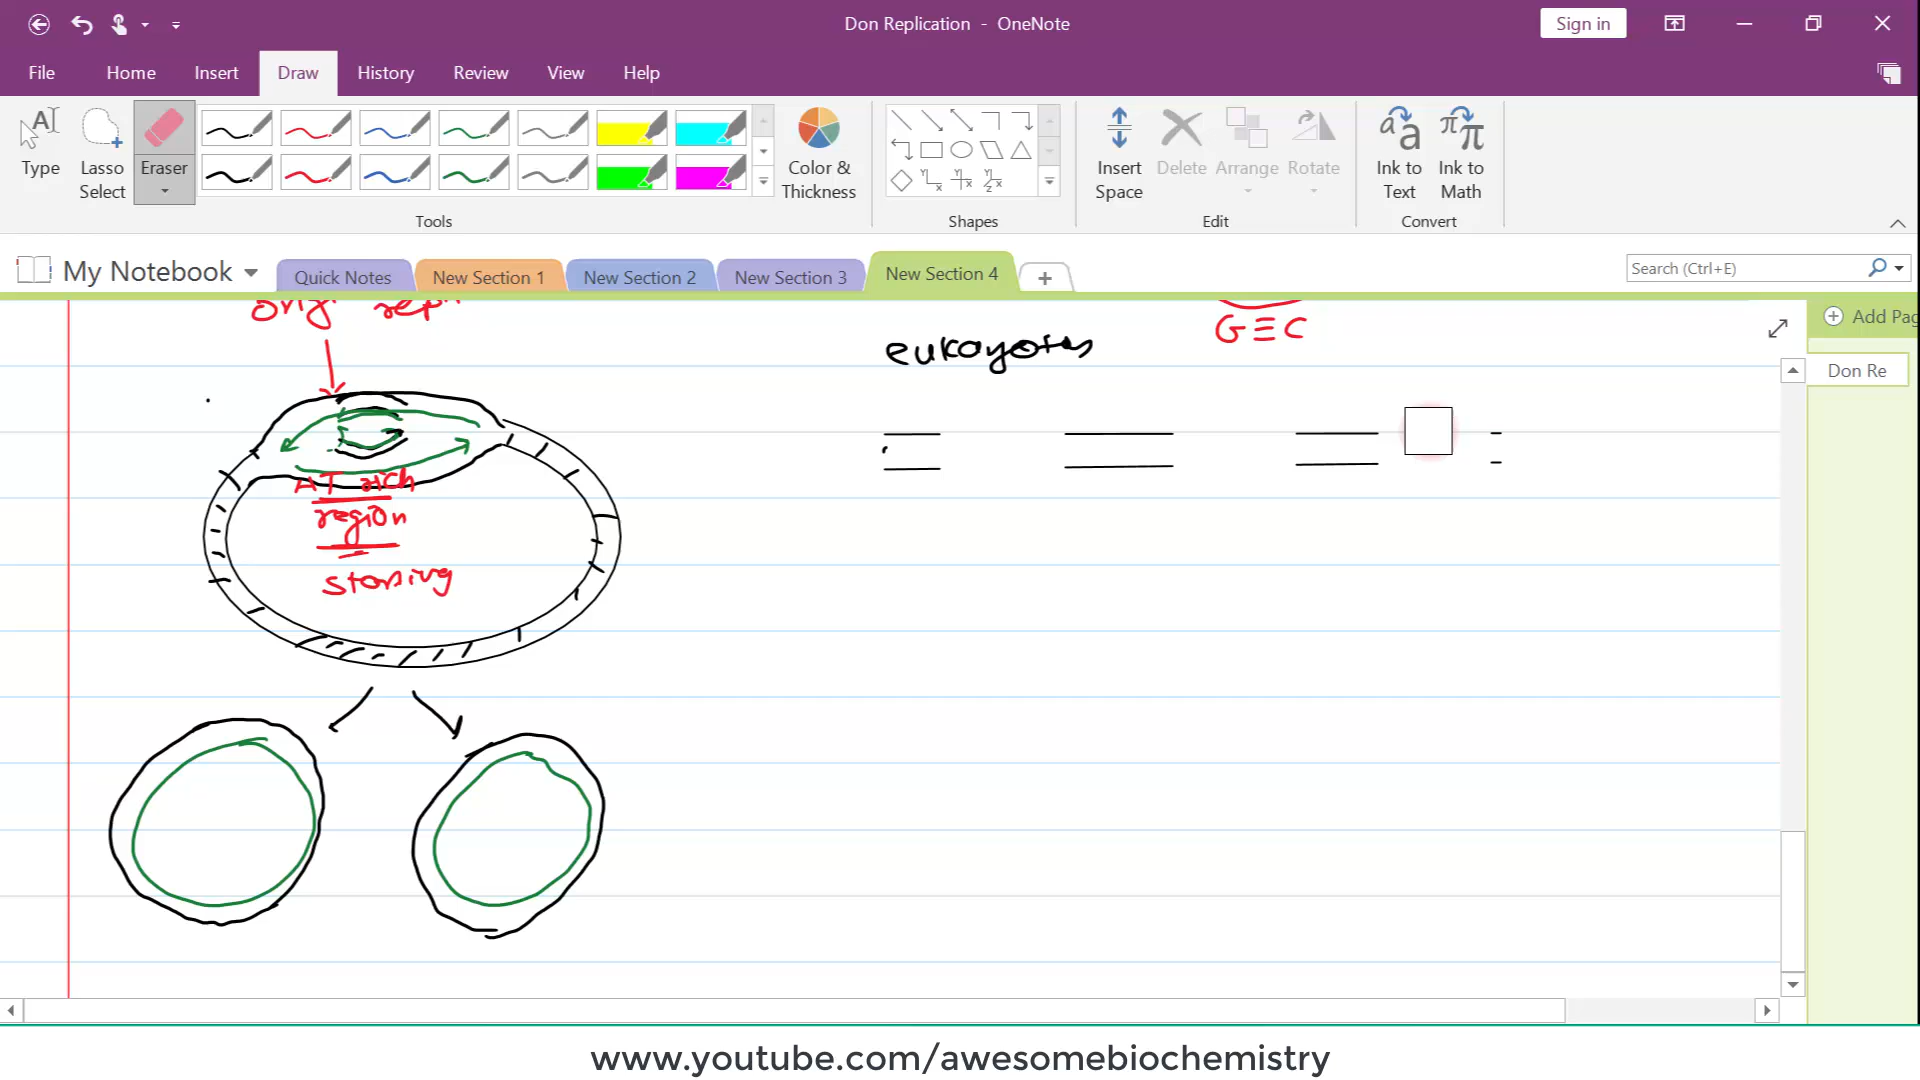 Don Replication - OneNote
Sign in
File Home Insert Draw History Review View Help
Type
Lasso Select
Eraser
Color & Thickness
Insert Space
Delete
Arrange
Rotate
Ink to Text
Ink to Math
Tools
Shapes
Edit
Convert
My Notebook
Quick Notes
New Section 1
New Section 2
New Section 3
New Section 4
Search (Ctrl+E)
Add Pag
Don Re
G≡C
eukayotes
AT rich
region
www.youtube.com/awesomebiochemistry